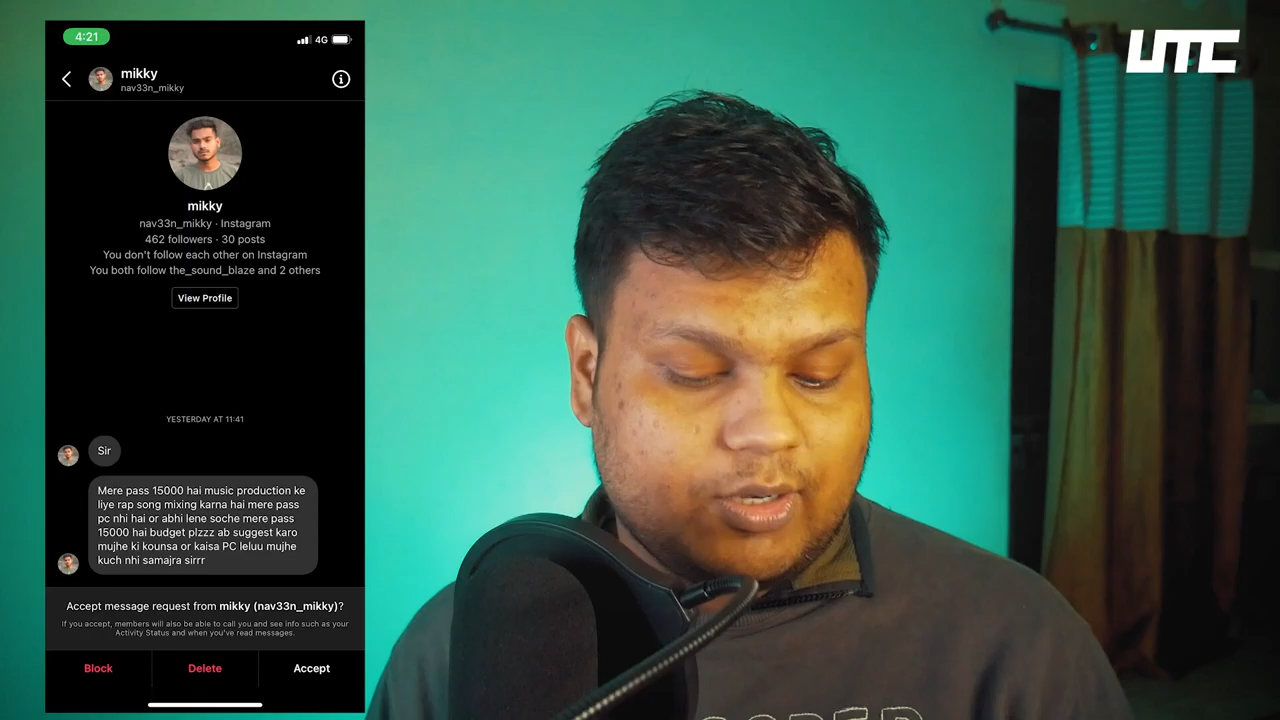 4:21
4G
mikky
nav33n_mikky
mikky
nav33n_mikky · Instagram
462 followers · 30 posts
You don't follow each other on Instagram
You both follow the_sound_blaze and 2 others
View Profile
YESTERDAY AT 11:41
Sir
Mere pass 15000 hai music production ke
liye rap song mixing karna hai mere pass
pc nhi hai or abhi lene soche mere pass
15000 hai budget plzzz ab suggest karo
mujhe ki kounsa or kaisa PC leluu mujhe
kuch nhi samajra sirrr
Accept message request from mikky (nav33n_mikky)?
If you accept, members will also be able to call you and see info such as your
Activity Status and when you've read messages.
Block
Delete
Accept
UTC